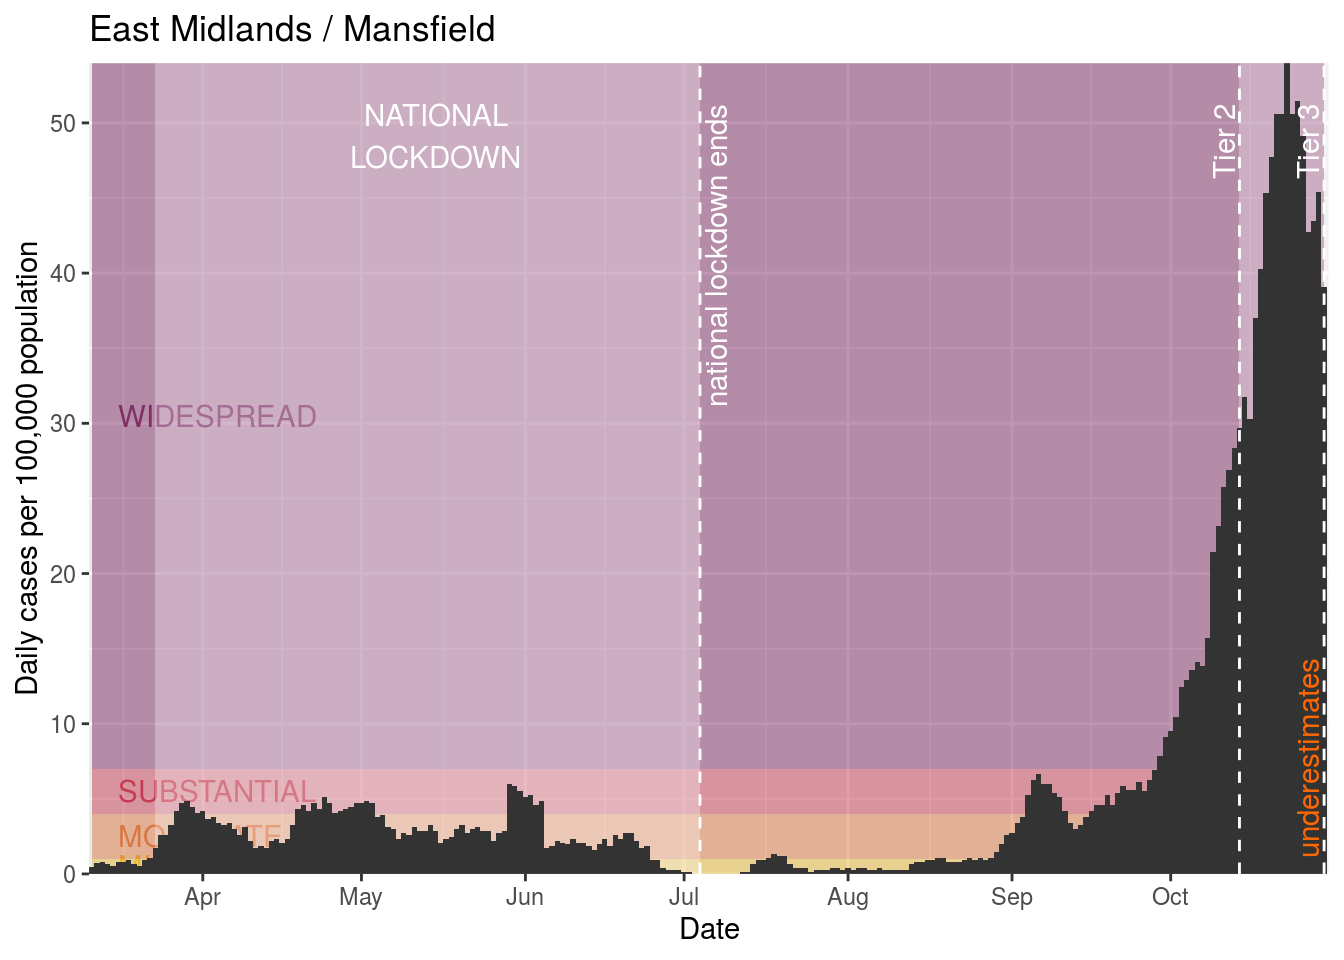 East Midlands / Mansfield
NATIONAL
LOCKDOWN
national lockdown ends
Tier 2
Tier 3
WIDESPREAD
SUBSTANTIAL
underestimates
Daily cases per 100,000 population
50
40
30
20
10
0
Apr
May
Jun
Jul
Aug
Sep
Oct
Date